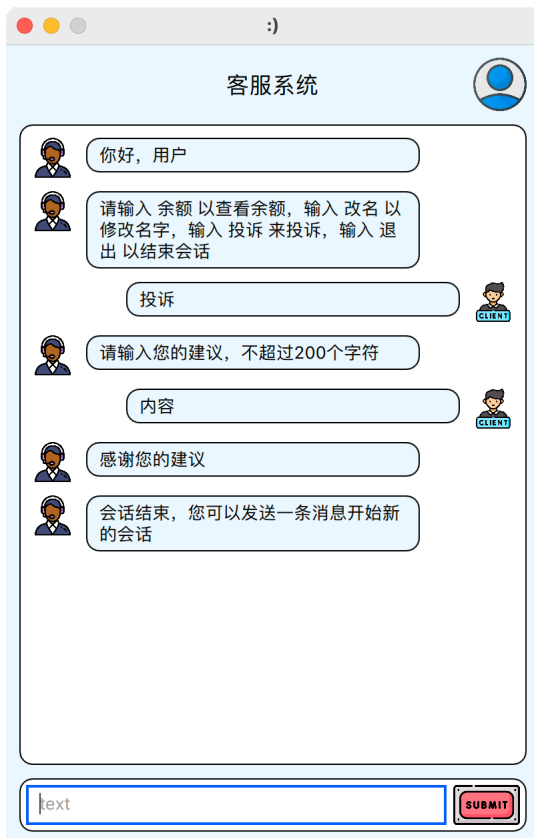 :)
客服系统
你好，用户
请输入 余额 以查看余额，输入 改名 以
修改名字，输入 投诉 来投诉，输入 退
出 以结束会话
投诉
CLIENT
请输入您的建议，不超过200个字符
内容
CLIENT
感谢您的建议
会话结束，您可以发送一条消息开始新
的会话
text
SUBMIT